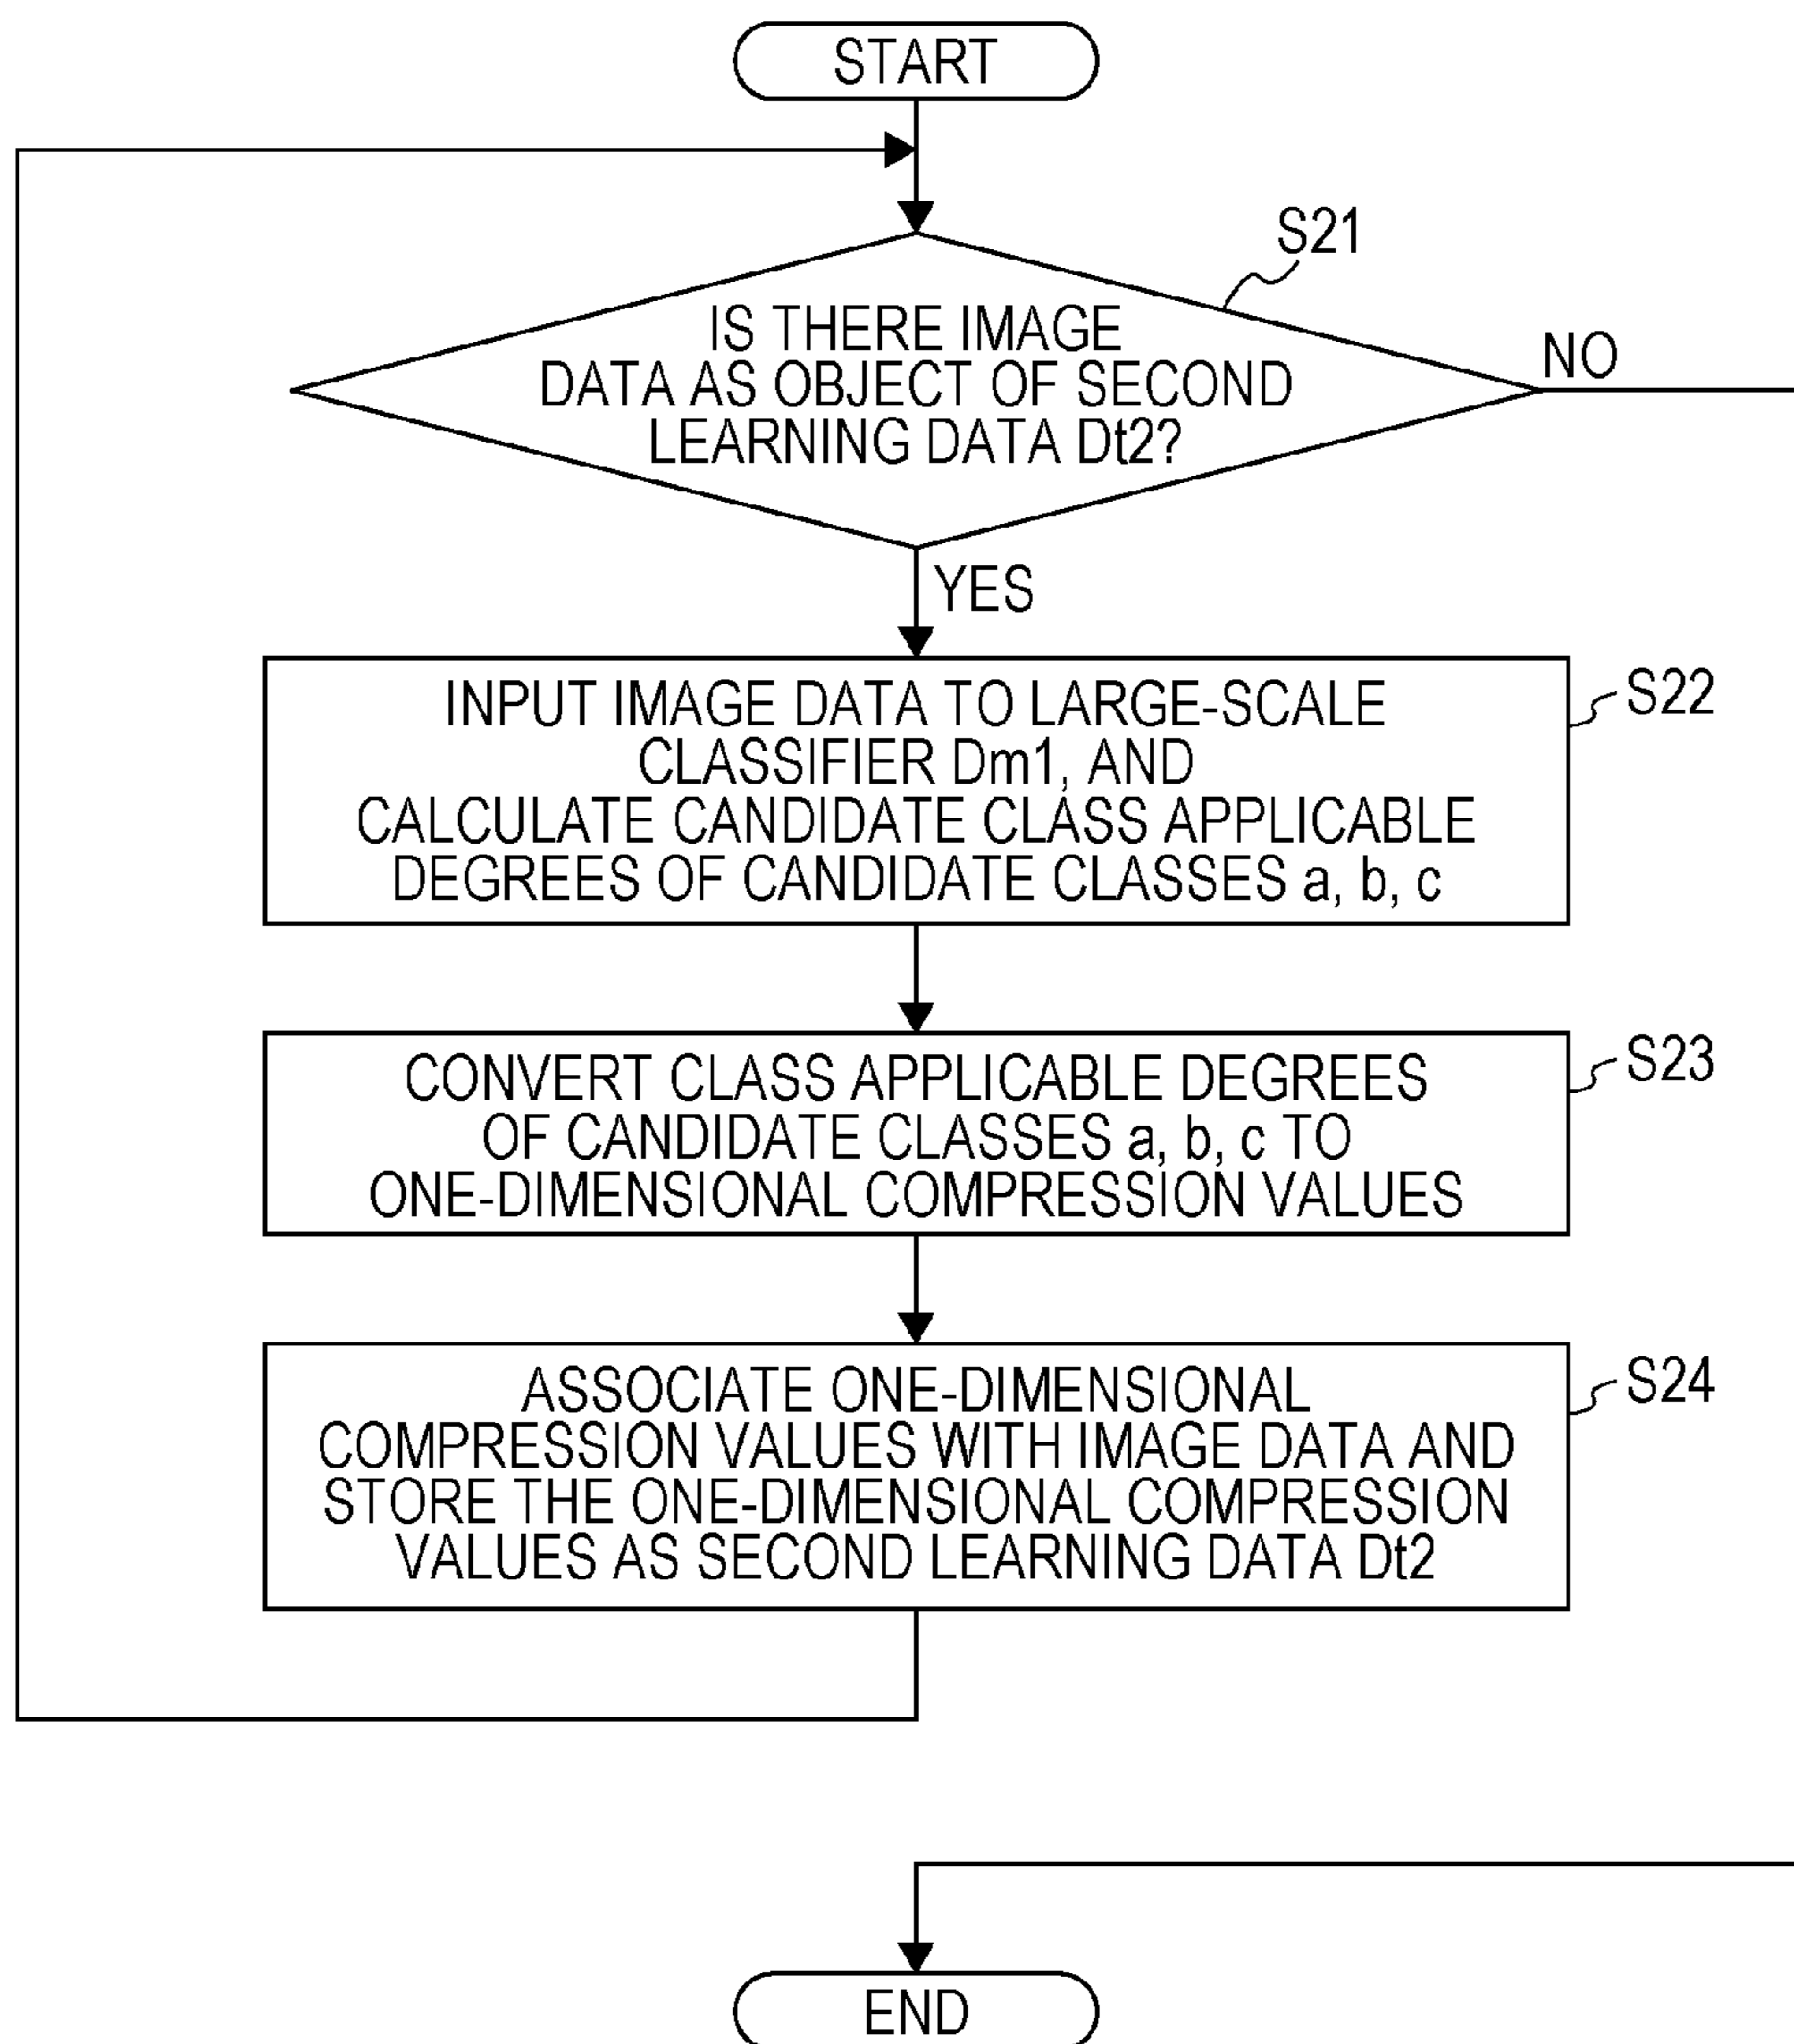 START
S21
IS THERE IMAGE
DATA AS OBJECT OF SECOND
LEARNING DATA Dt2?
NO
YES
INPUT IMAGE DATA TO LARGE-SCALE
CLASSIFIER Dm1, AND
CALCULATE CANDIDATE CLASS APPLICABLE
DEGREES OF CANDIDATE CLASSES a, b, c
S22
CONVERT CLASS APPLICABLE DEGREES
OF CANDIDATE CLASSES a, b, c TO
ONE-DIMENSIONAL COMPRESSION VALUES
S23
ASSOCIATE ONE-DIMENSIONAL
COMPRESSION VALUES WITH IMAGE DATA AND
STORE THE ONE-DIMENSIONAL COMPRESSION
VALUES AS SECOND LEARNING DATA Dt2
S24
END